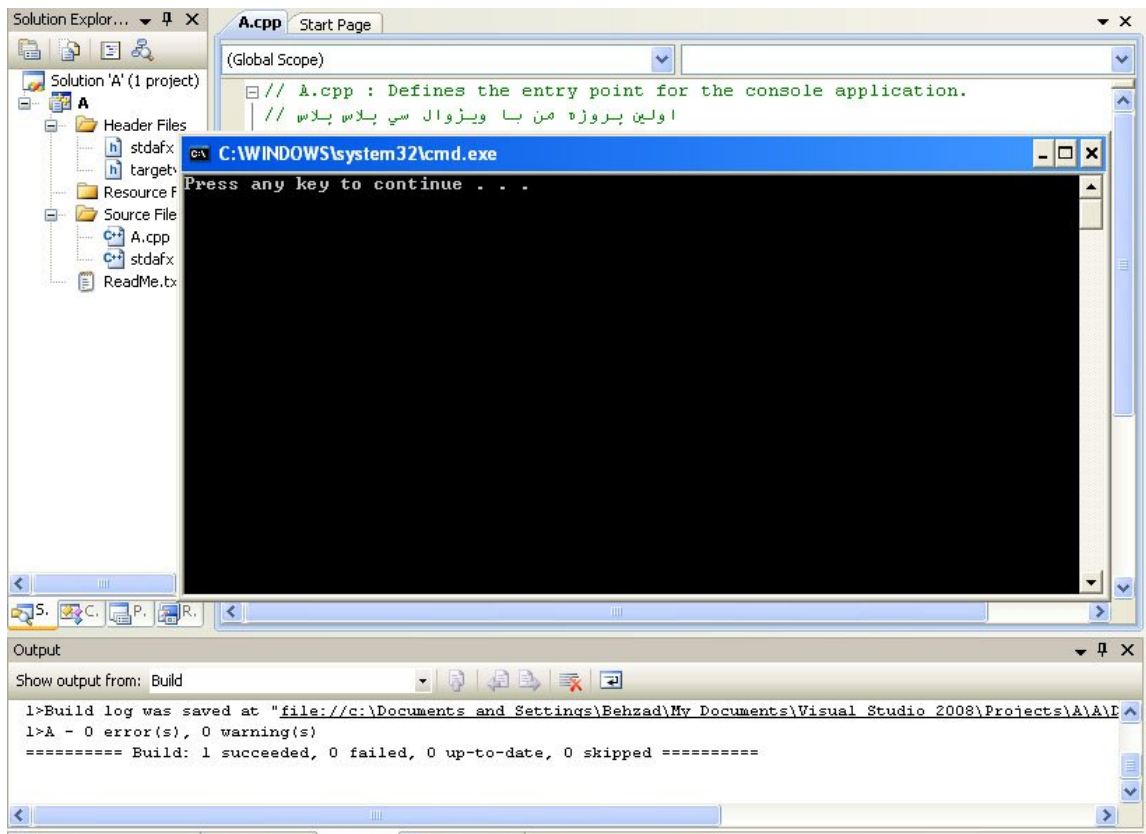 Solution Explor...
A.cpp
Start Page
(Global Scope)
Solution 'A' (1 project)
A
Header Files
stdafx
targetv
Resource F
Source File
A.cpp
stdafx
ReadMe.tx
// A.cpp : Defines the entry point for the console application.
// اولين پروژه من با ويژوال سي پلاس پلاس
C:\WINDOWS\system32\cmd.exe
Press any key to continue . . .
S.
C.
P.
R.
Output
Show output from: Build
1>Build log was saved at "file://c:\Documents and Settings\Behzad\My Documents\Visual Studio 2008\Projects\A\A\D
1>A - 0 error(s), 0 warning(s)
========== Build: 1 succeeded, 0 failed, 0 up-to-date, 0 skipped ==========